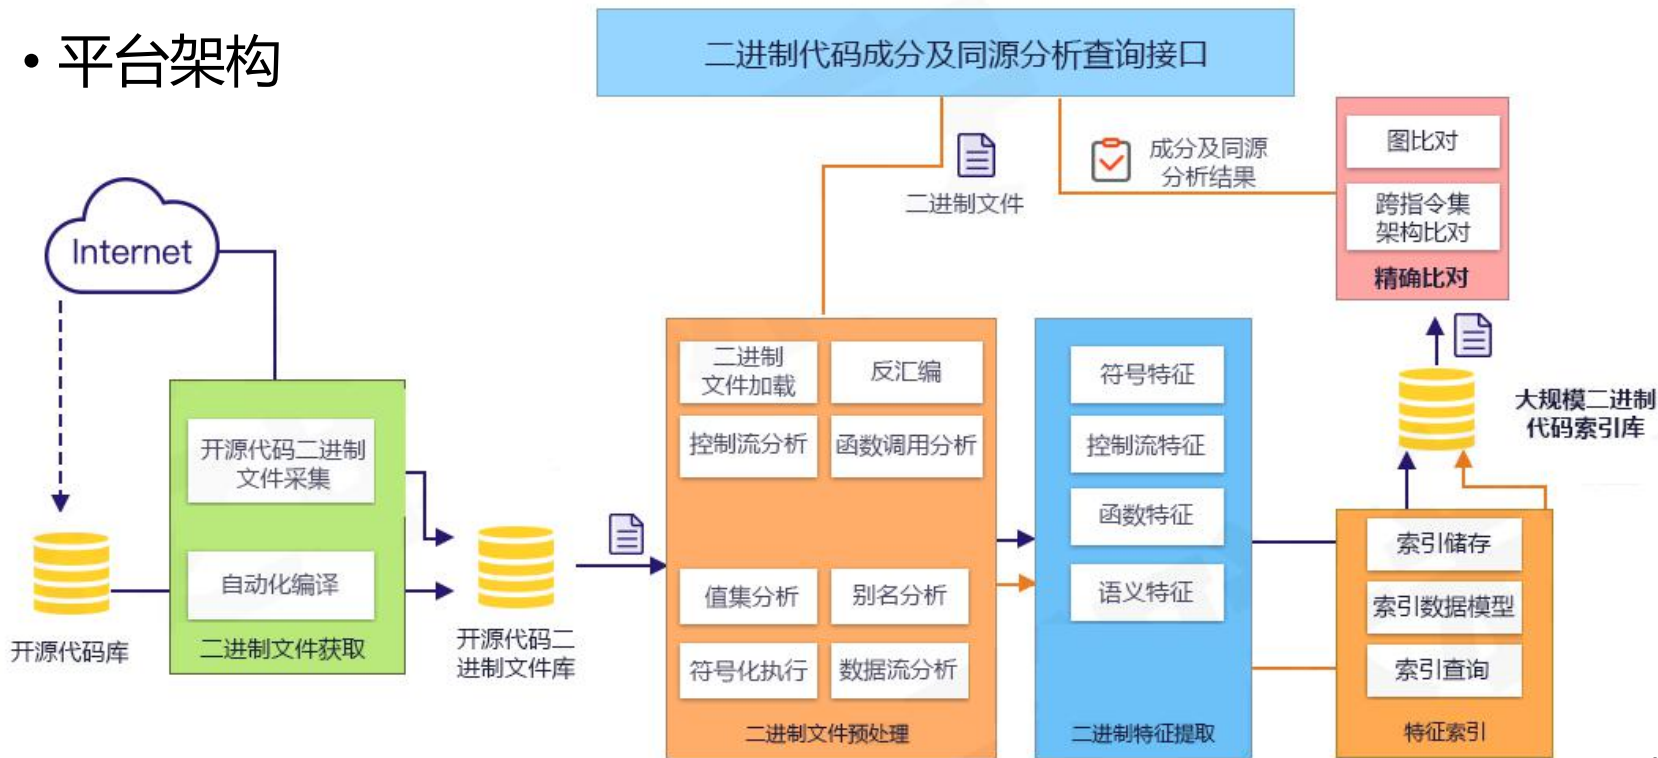 • 平台架构
二进制代码成分及同源分析查询接口
二进制文件
成分及同源
分析结果
图比对
跨指令集
架构比对
精确比对
Internet
开源代码库
开源代码二进制
文件采集
自动化编译
二进制文件获取
开源代码二
进制文件库
二进制
文件加载
反汇编
控制流分析
函数调用分析
值集分析
别名分析
符号化执行
数据流分析
二进制文件预处理
符号特征
控制流特征
函数特征
语义特征
二进制特征提取
大规模二进制
代码索引库
索引储存
索引数据模型
索引查询
特征索引